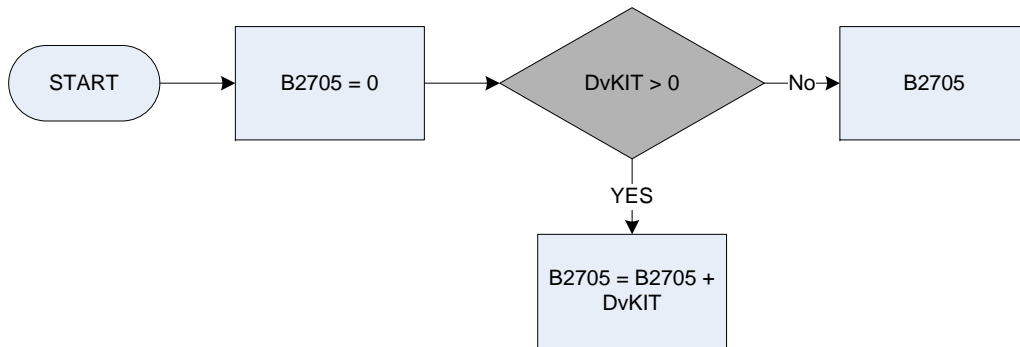 START
B2705 = 0
DvKIT > 0
No
B2705
YES
B2705 = B2705 +
DvKIT